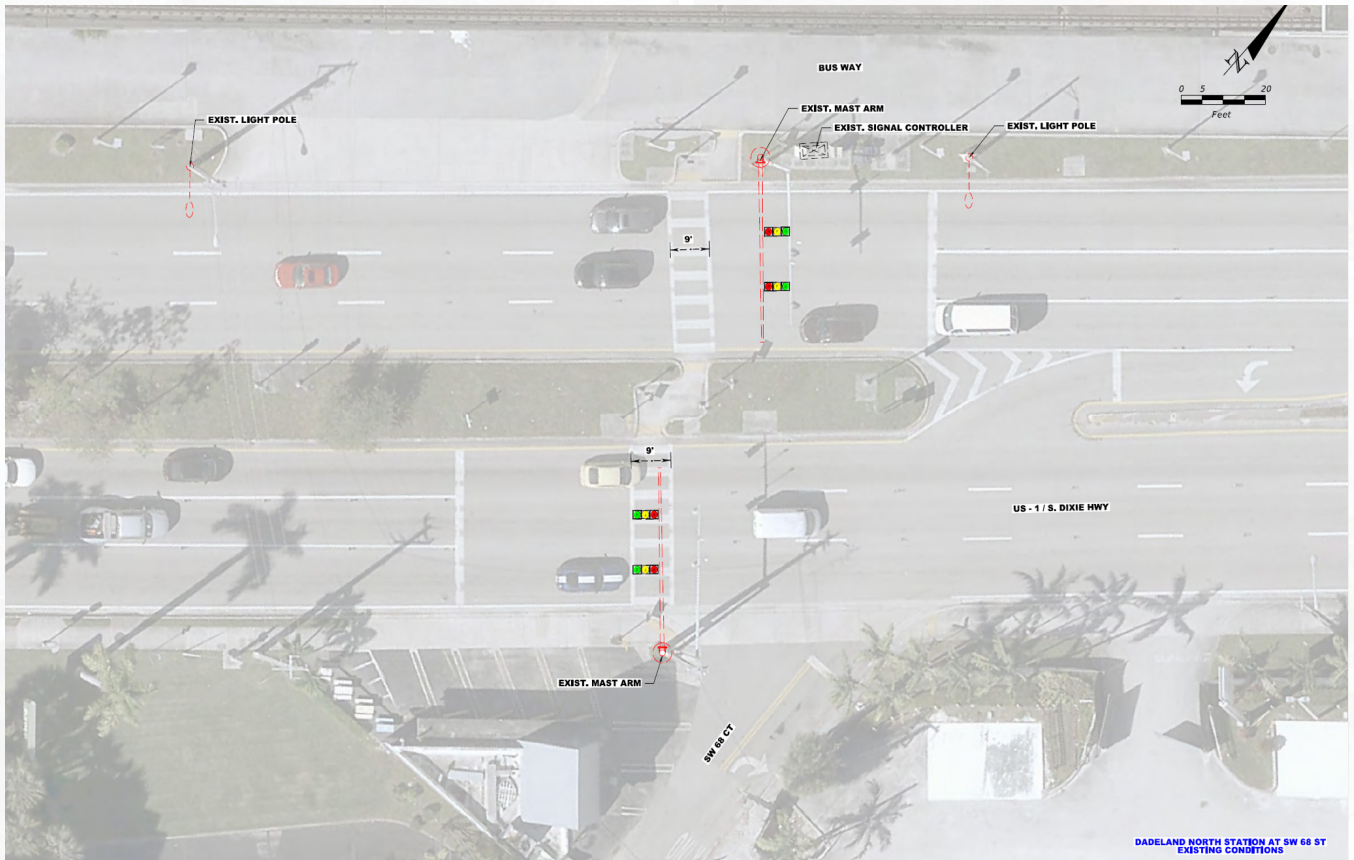 BUS WAY
N
0 5 20
Feet
EXIST. LIGHT POLE
EXIST. MAST ARM
EXIST. SIGNAL CONTROLLER
EXIST. LIGHT POLE
9'
9'
US - 1 / S. DIXIE HWY
EXIST. MAST ARM
SW 68 CT
DADELAND NORTH STATION AT SW 68 ST
EXISTING CONDITIONS